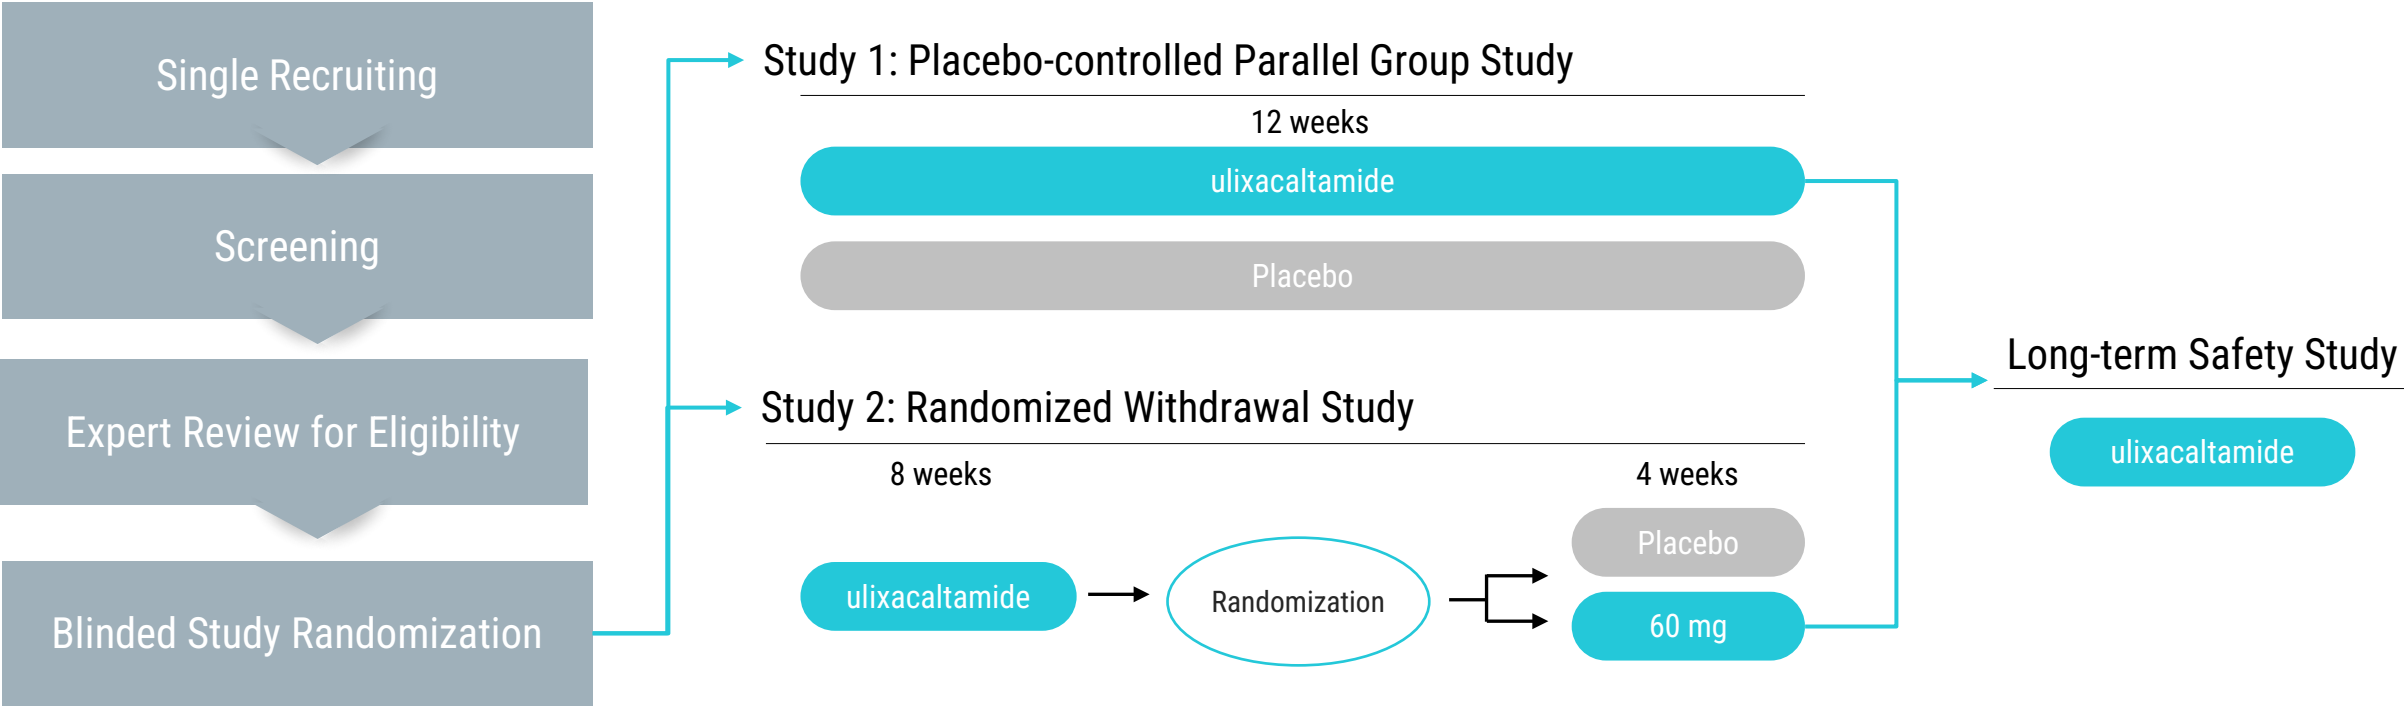 Single Recruiting
Screening
Expert Review for Eligibility
Blinded Study Randomization
Study 1: Placebo-controlled Parallel Group Study
12 weeks
ulixacaltamide
Placebo
Study 2: Randomized Withdrawal Study
8 weeks
4 weeks
ulixacaltamide
Randomization
Placebo
60 mg
Long-term Safety Study
ulixacaltamide